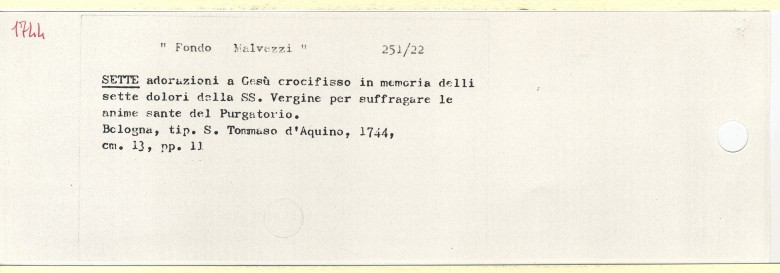 1744
" Fondo Malvezzi " 251/22
SETTE adorazioni a Gesù crocifisso in memoria delli
sette dolori della SS. Vergine per suffragare le
anime sante del Purgatorio.
Bologna, tip. S. Tommaso d'Aquino, 1744,
cm. 13, pp. 11